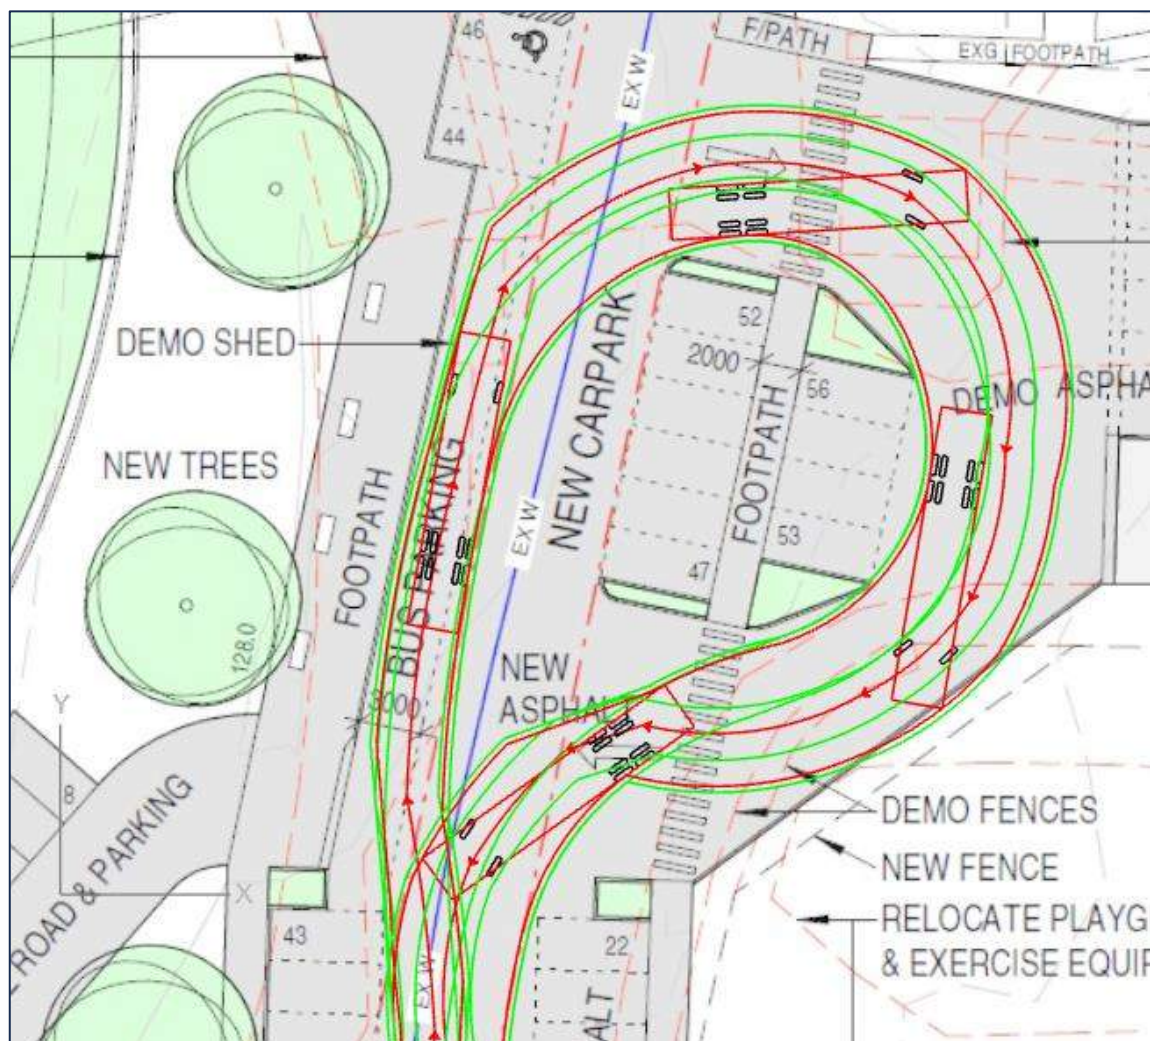 46
F/PATH
EXG FOOTPATH
EX W
44
DEMO SHED
52
2000
56
NEW CARPARK
FOOTPATH
DEMO ASPHA
NEW TREES
FOOTPATH
BUS PARKING
EX W
53
47
128.0
NEW
ASPHALT
3000
Y
8
X
ROAD & PARKING
DEMO FENCES
NEW FENCE
RELOCATE PLAYG
& EXERCISE EQUIP
43
22
EX W
ALT